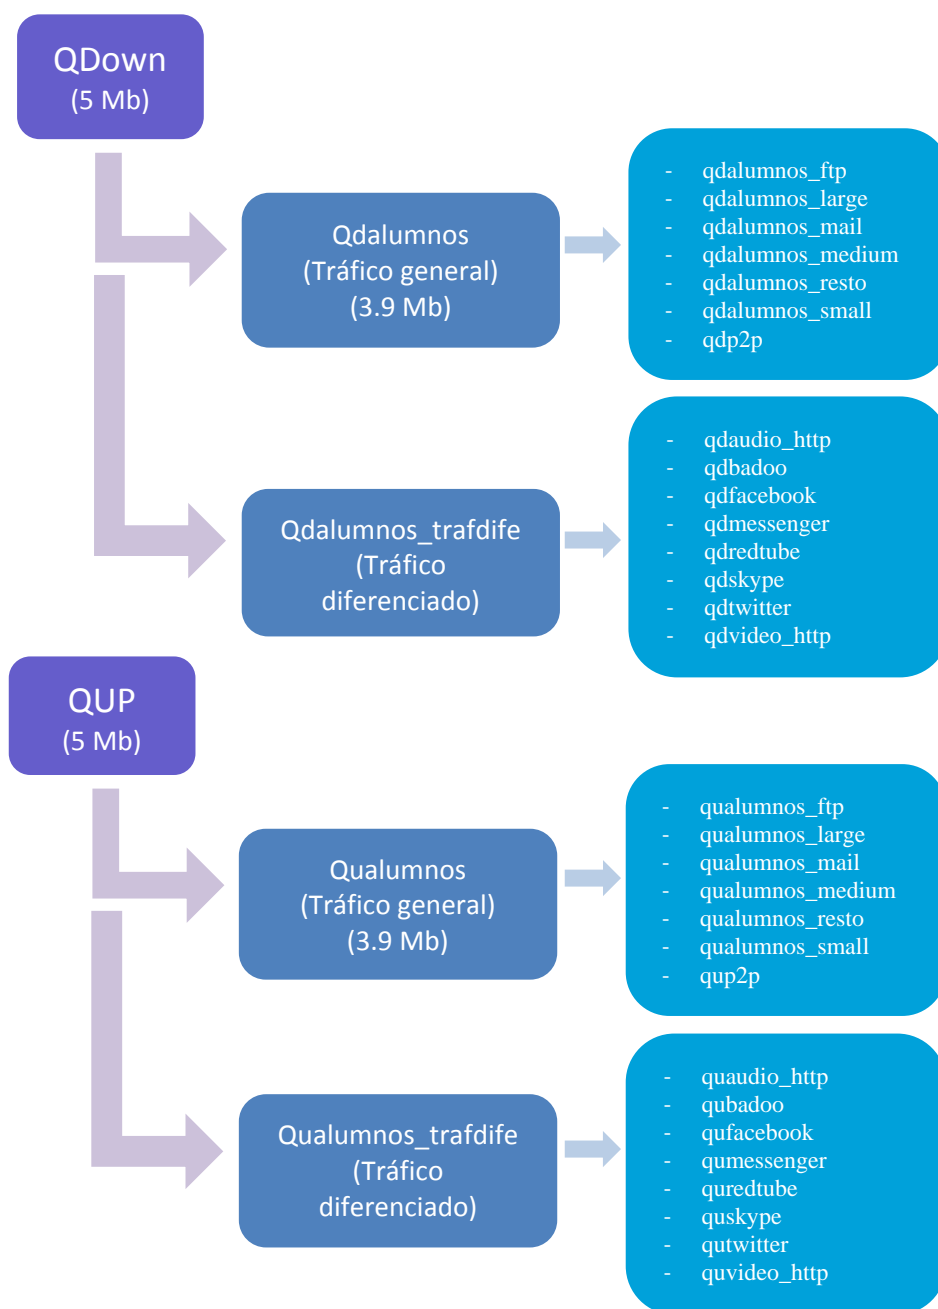 QDown
(5 Mb)
Qdalumnos
(Tráfico general)
(3.9 Mb)
- qdalumnos_ftp
- qdalumnos_large
- qdalumnos_mail
- qdalumnos_medium
- qdalumnos_resto
- qdalumnos_small
- qdp2p
Qdalumnos_trafdife
(Tráfico
diferenciado)
- qdaudio_http
- qdbadoo
- qdfacebook
- qdmessenger
- qdredtube
- qdskype
- qdtwitter
- qdvideo_http
QUP
(5 Mb)
Qualumnos
(Tráfico general)
(3.9 Mb)
- qualumnos_ftp
- qualumnos_large
- qualumnos_mail
- qualumnos_medium
- qualumnos_resto
- qualumnos_small
- qup2p
Qualumnos_trafdife
(Tráfico
diferenciado)
- quaudio_http
- qubadoo
- qufacebook
- qumessenger
- quredtube
- quskype
- qutwitter
- quvideo_http